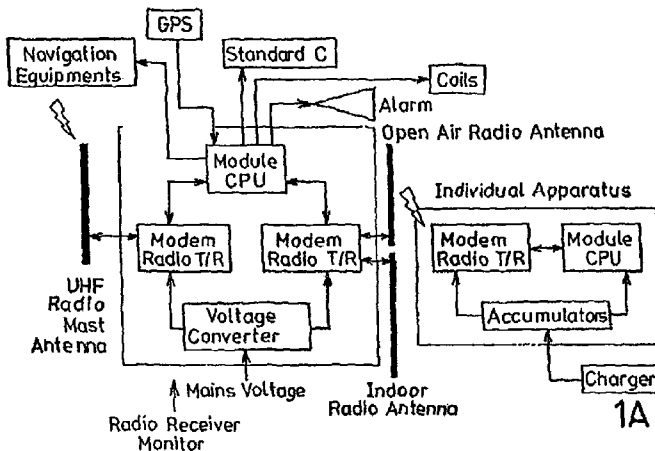 GPS
Navigation
Equipments
Standard C
Coils
Alarm
Open Air Radio Antenna
Module
CPU
Individual Apparatus
Modem
Radio T/R
Modem
Radio T/R
Modem
Radio T/R
Module
CPU
VHF
Radio
Mast
Antenna
Voltage
Converter
Accumulators
Mains Voltage
Indoor
Radio Antenna
Charger
Radio Receiver
Monitor
1A